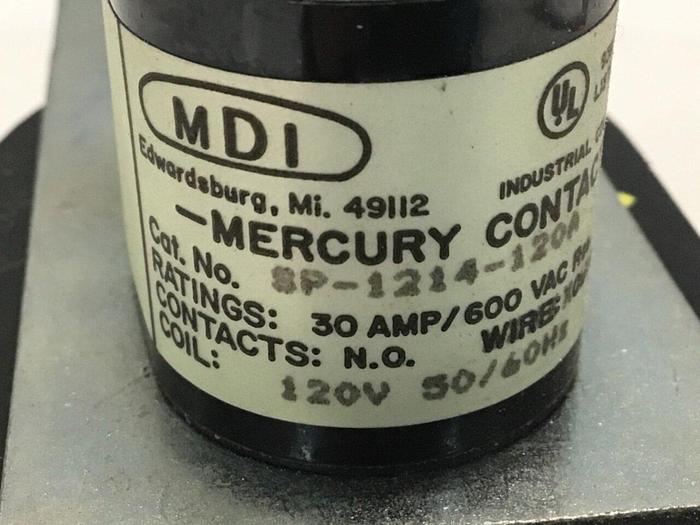 MDI
UL
Edwardsburg, Mi. 49112
INDUSTRIAL
–MERCURY CONTAC
Cat. No. SP-1214-120A
RATINGS: 30 AMP/600 VAC
CONTACTS: N.O. WIRE:
COIL: 120V 50/60Hz